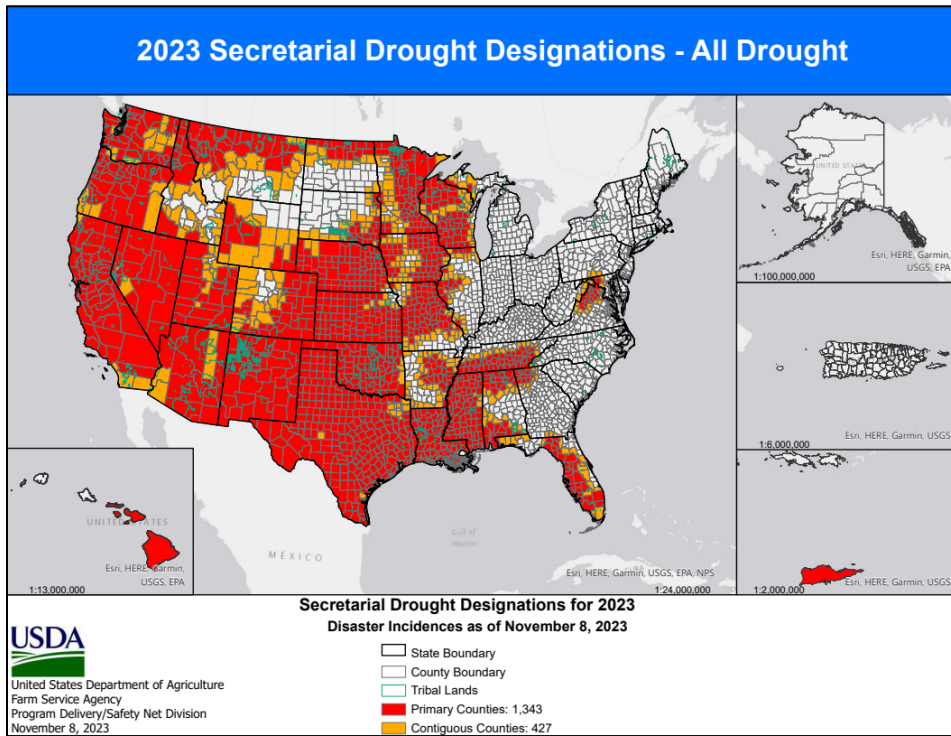 2023 Secretarial Drought Designations - All Drought
UNITED STATES
Esri, HERE, Garmin,
USGS, EPA
1:100,000,000
Esri, HERE, Garmin, USGS
1:6,000,000
Esri, HERE, Garmin, USGS
1:2,000,000
UNITED STATES
Esri, HERE, Garmin,
USGS, EPA
1:13,000,000
MÉXICO
Gulf of
Mexico
Esri, HERE, Garmin, USGS, EPA, NPS
1:24,000,000
Secretarial Drought Designations for 2023
Disaster Incidences as of November 8, 2023
State Boundary
County Boundary
Tribal Lands
Primary Counties: 1,343
Contiguous Counties: 427
USDA
United States Department of Agriculture
Farm Service Agency
Program Delivery/Safety Net Division
November 8, 2023